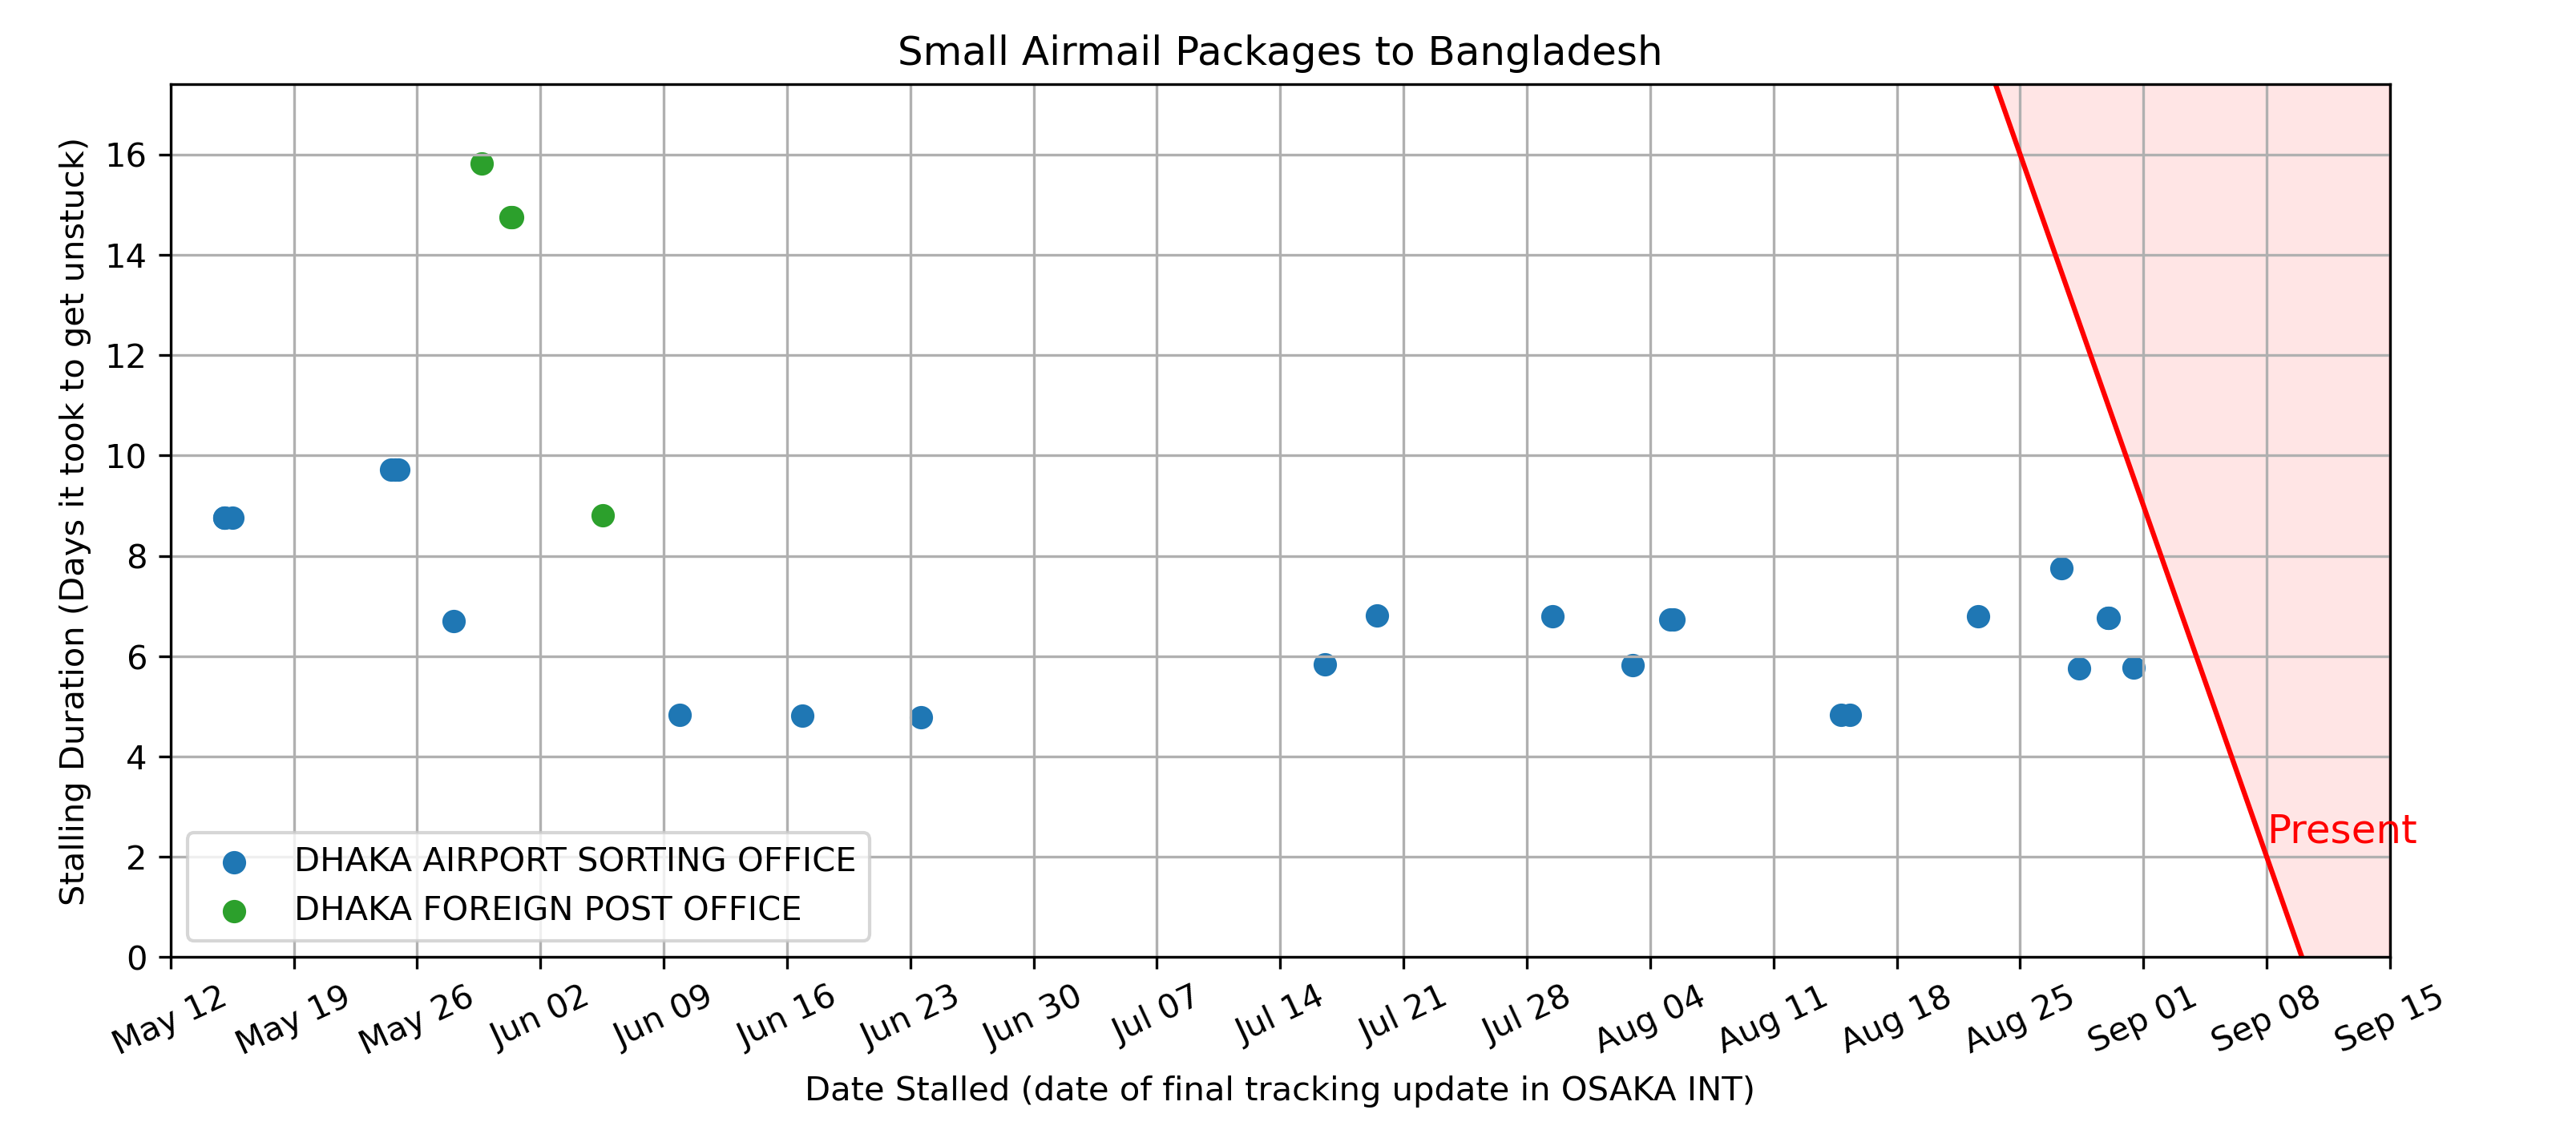 Small Airmail Packages to Bangladesh
Stalling Duration (Days it took to get unstuck)
16
14
12
10
8
6
4
2
0
Present
DHAKA AIRPORT SORTING OFFICE
DHAKA FOREIGN POST OFFICE
May 12
May 19
May 26
Jun 02
Jun 09
Jun 16
Jun 23
Jun 30
Jul 07
Jul 14
Jul 21
Jul 28
Aug 04
Aug 11
Aug 18
Aug 25
Sep 01
Sep 08
Sep 15
Date Stalled (date of final tracking update in OSAKA INT)